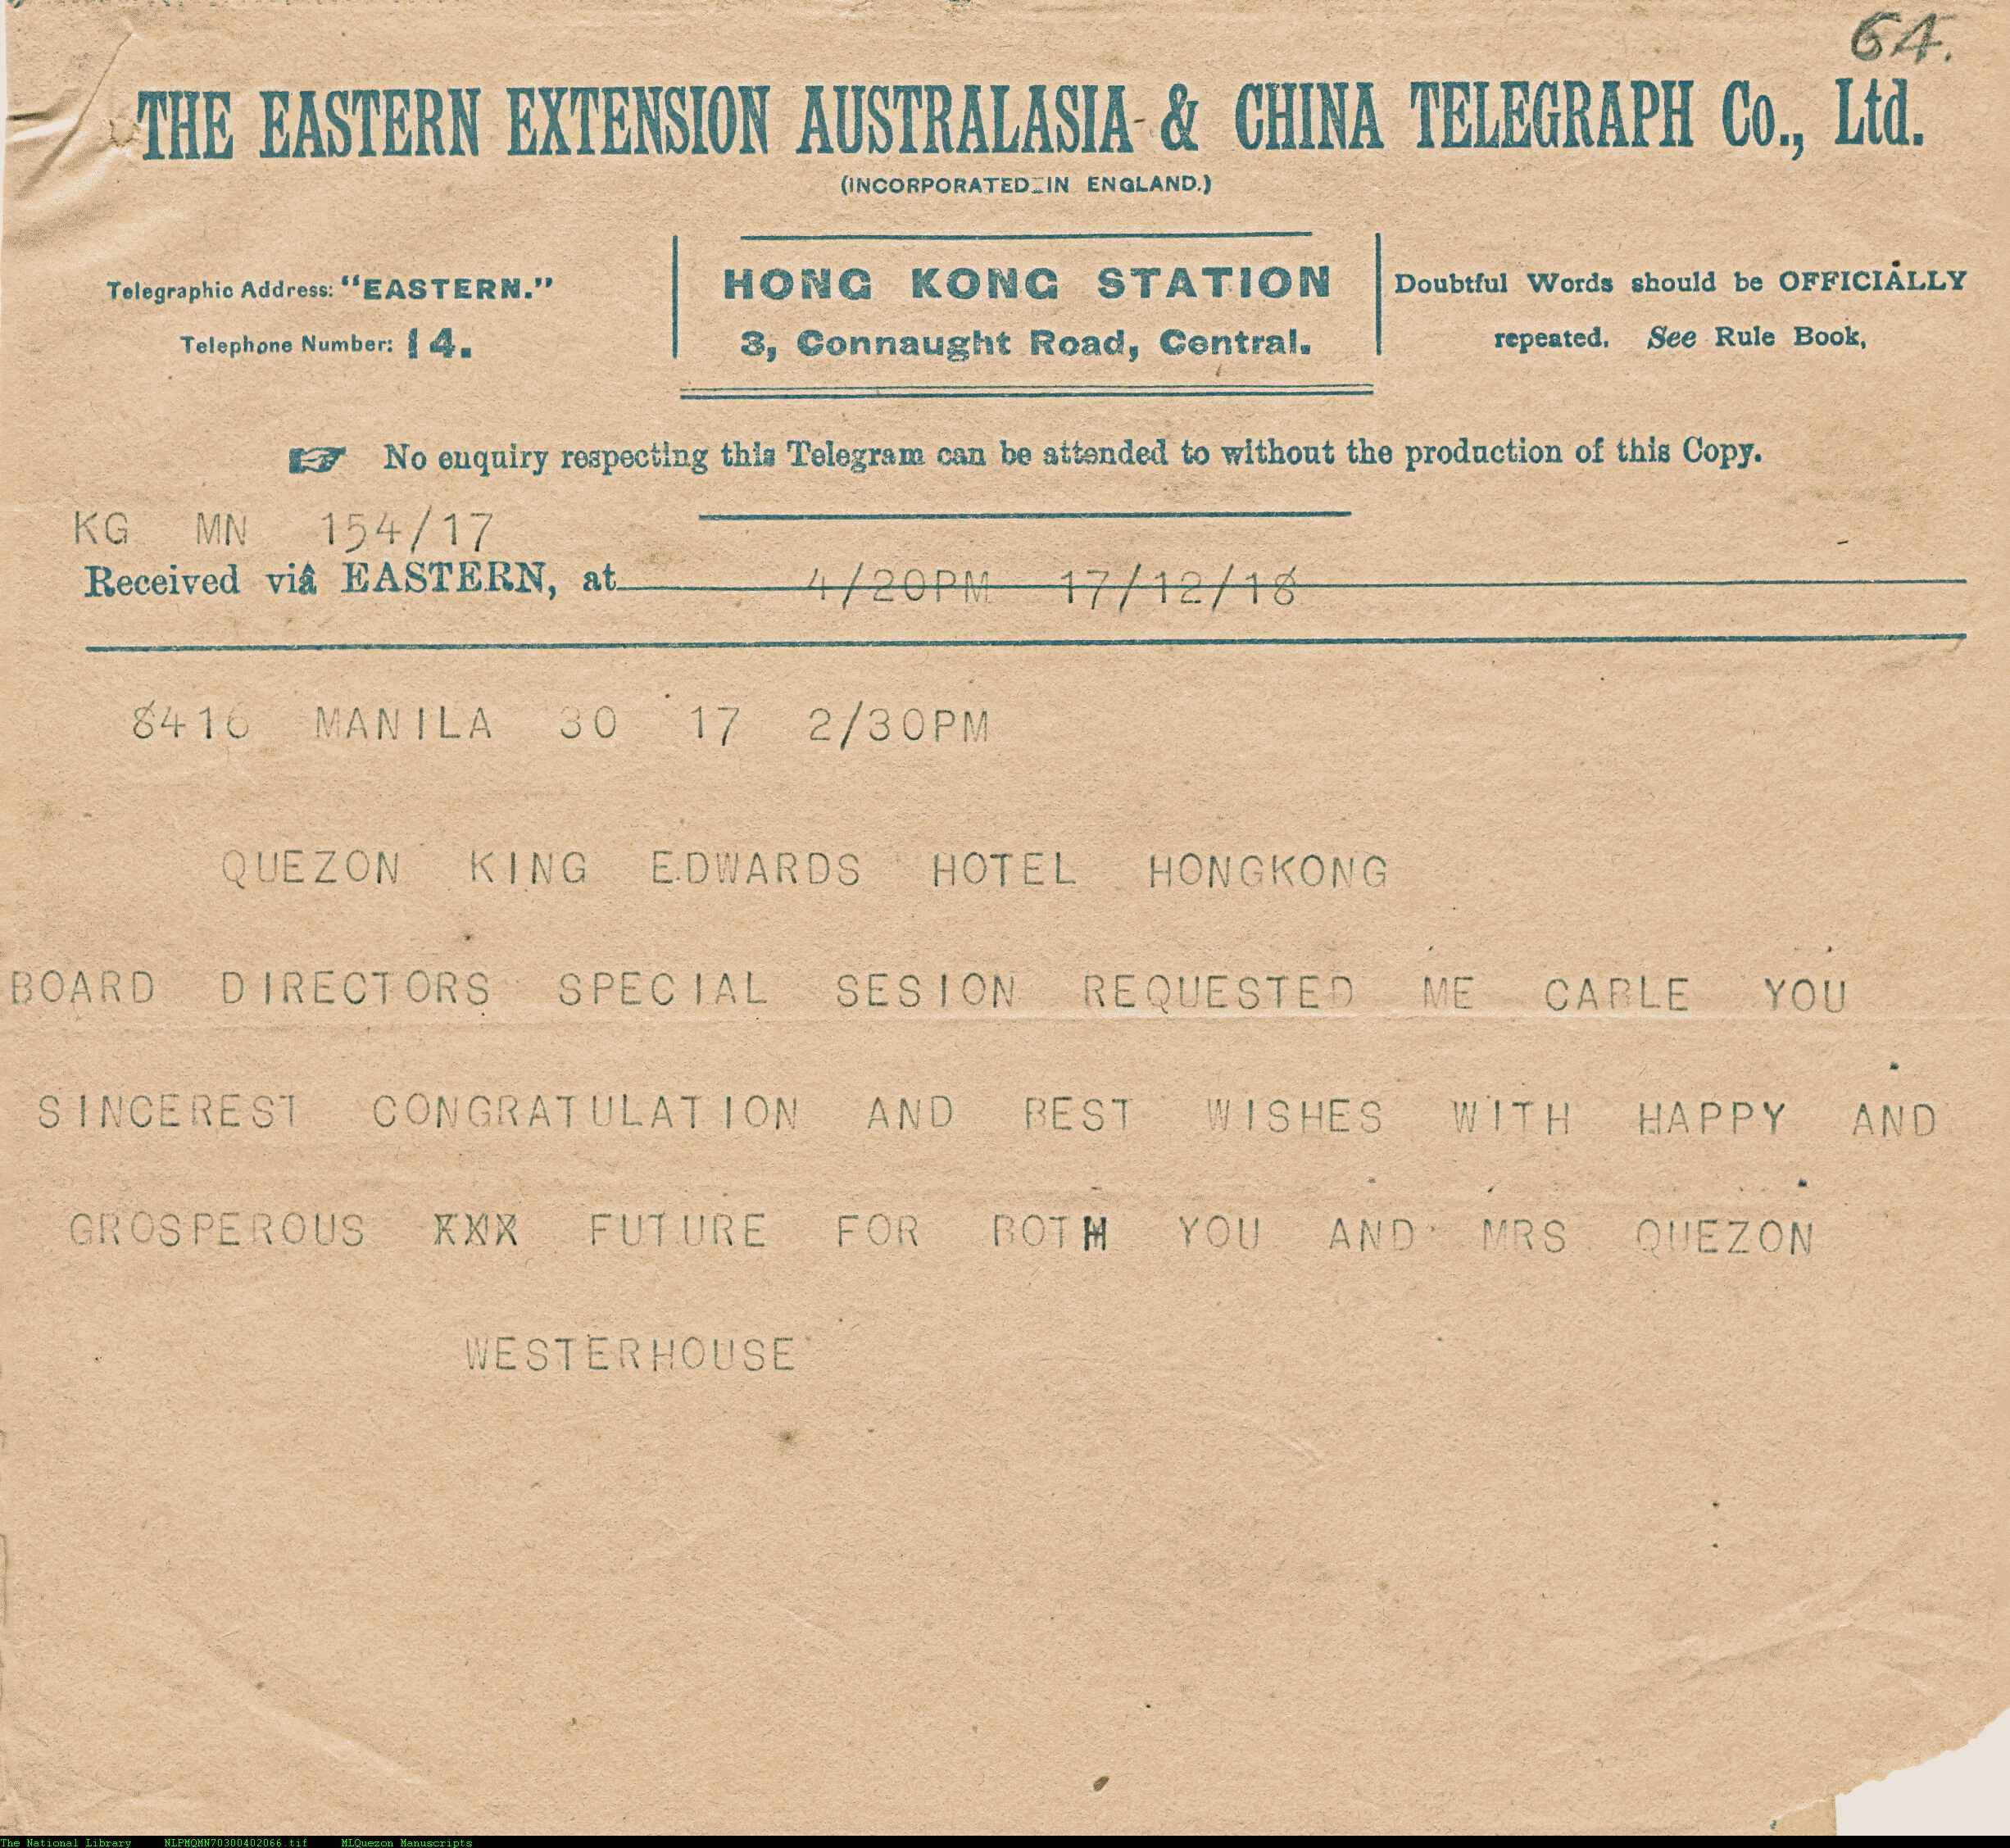 64.
THE EASTERN EXTENSION AUSTRALASIA & CHINA TELEGRAPH Co., Ltd.
(INCORPORATED IN ENGLAND.)
Telegraphic Address: "EASTERN."
Telephone Number: 14.
HONG KONG STATION
3, Connaught Road, Central.
Doubtful Words should be OFFICIALLY
repeated. See Rule Book,
No enquiry respecting this Telegram can be attended to without the production of this Copy.
KG MN 154/17
Received viâ EASTERN, at 4/20PM 17/12/18
8416 MANILA 30 17 2/30PM
QUEZON KING EDWARDS HOTEL HONGKONG
BOARD DIRECTORS SPECIAL SESION REQUESTED ME CABLE YOU
SINCEREST CONGRATULATION AND BEST WISHES WITH HAPPY AND
GROSPEROUS XXX FUTURE FOR BOTH YOU AND MRS QUEZON
WESTERHOUSE
The National Library NLPMQMN70300402066.tif MLQuezon Manuscripts